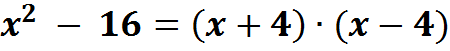 x² − 16 = (x + 4) · (x − 4)